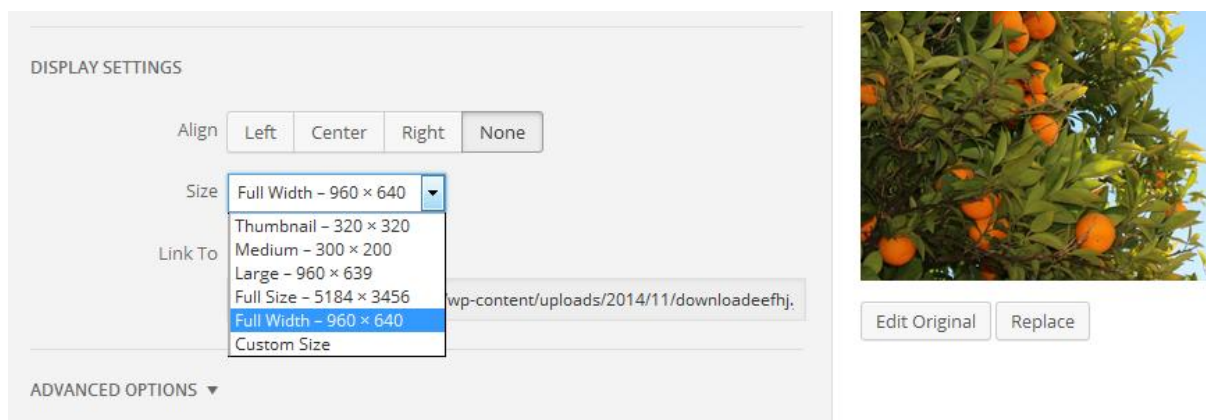 DISPLAY SETTINGS
Align Left Center Right None
Size Full Width – 960 × 640
Thumbnail – 320 × 320
Link To Medium – 300 × 200
Large – 960 × 639
Full Size – 5184 × 3456 /wp-content/uploads/2014/11/downloadeefhj.
Full Width – 960 × 640
Custom Size
Edit Original Replace
ADVANCED OPTIONS ▼